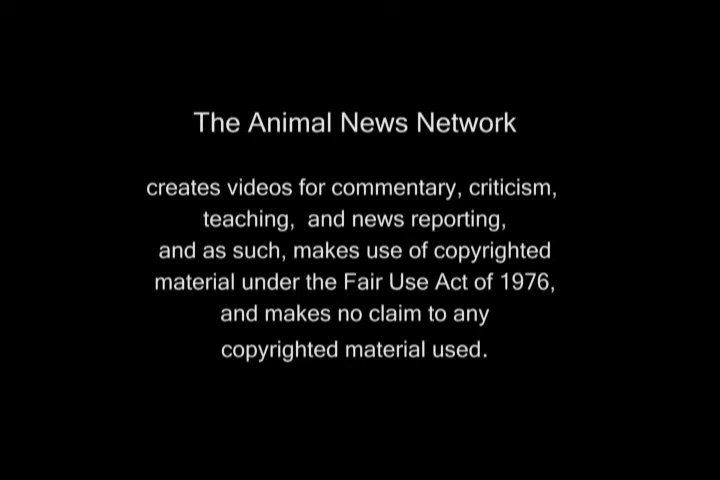 The Animal News Network
creates videos for commentary, criticism,
teaching, and news reporting,
and as such, makes use of copyrighted
material under the Fair Use Act of 1976,
and makes no claim to any
copyrighted material used.